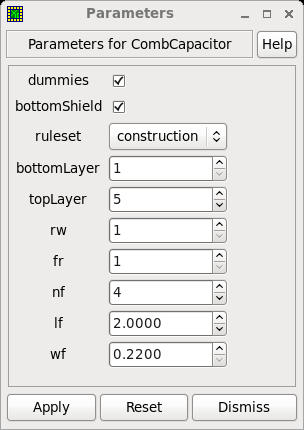 Parameters
Parameters for CombCapacitor Help
dummies
bottomShield
ruleset construction
bottomLayer 1
topLayer 5
rw 1
fr 1
nf 4
lf 2.0000
wf 0.2200
Apply Reset Dismiss